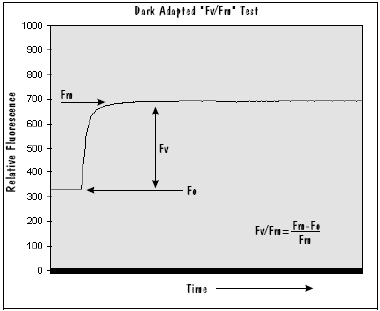 Dark Adapted "Fv/Fm" Test
1000
900
800
700
600
500
400
300
200
100
0
Relative Fluorescence
Fm
Fv
Fo
Fv/Fm = Fm-Fo
Fm
Time